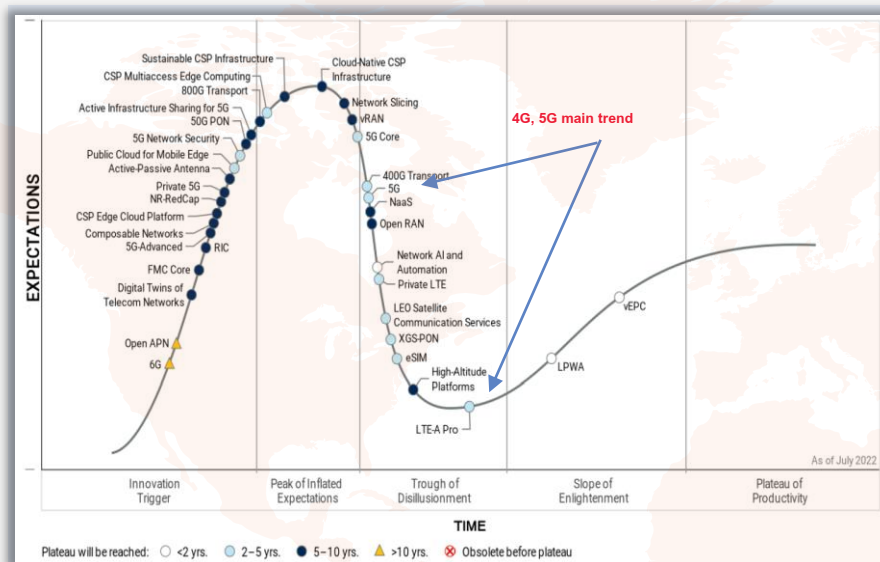 Sustainable CSP Infrastructure
Cloud-Native CSP
Infrastructure
CSP Multiaccess Edge Computing
800G Transport
Active Infrastructure Sharing for 5G
Network Slicing
50G PON
vRAN
4G, 5G main trend
5G Network Security
5G Core
Public Cloud for Mobile Edge
Active-Passive Antenna
400G Transport
Private 5G
5G
NR-RedCap
NaaS
CSP Edge Cloud Platform
Open RAN
Composable Networks
5G-Advanced
RIC
Network AI and
Automation
FMC Core
Private LTE
Digital Twins of
Telecom Networks
vEPC
LEO Satellite
Communication Services
Open APN
XGS-PON
6G
eSIM
LPWA
High-Altitude
Platforms
LTE-A Pro
EXPECTATIONS
As of July 2022
Innovation
Trigger
Peak of Inflated
Expectations
Trough of
Disillusionment
Slope of
Enlightenment
Plateau of
Productivity
TIME
Plateau will be reached: <2 yrs. 2–5 yrs. 5–10 yrs. >10 yrs. Obsolete before plateau